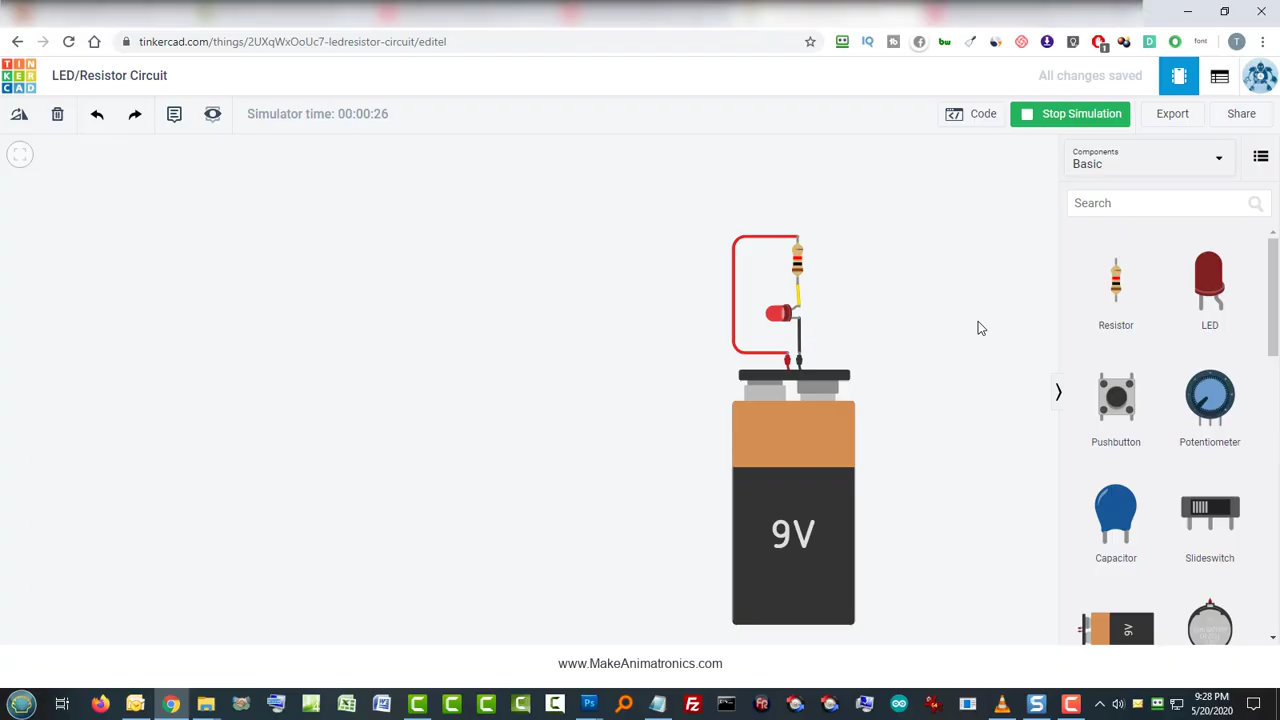 tinkercad.com/things/2UXqWxOoUc7-ledresistor-circuit/editel
TIN
KER
CAD
LED/Resistor Circuit
All changes saved
Simulator time: 00:00:26
Code
Stop Simulation
Export
Share
Components
Basic
Search
Resistor
LED
Pushbutton
Potentiometer
Capacitor
Slideswitch
9V
9V
www.MakeAnimatronics.com
9:28 PM
5/20/2020